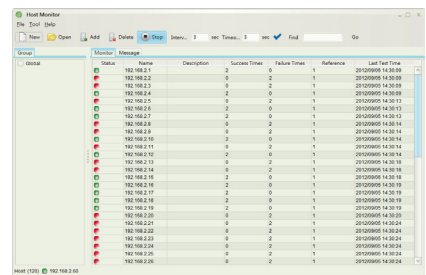 Host Monitor
File Tool Help
New Open Add Delete Stop Interv... 3 sec Timeo... 3 sec Find Go
Group Monitor Message
Global
Status Name Description Success Times Failure Times Reference Last Test Time
192.168.2.1 2 0 1 2012/09/05 14:30:09
192.168.2.2 0 2 1 2012/09/05 14:30:09
192.168.2.3 0 2 1 2012/09/05 14:30:09
192.168.2.4 2 0 1 2012/09/05 14:30:09
192.168.2.5 0 2 1 2012/09/05 14:30:13
192.168.2.6 0 2 1 2012/09/05 14:30:13
192.168.2.7 0 2 1 2012/09/05 14:30:13
192.168.2.8 0 2 1 2012/09/05 14:30:14
192.168.2.9 0 2 1 2012/09/05 14:30:14
192.168.2.10 2 0 1 2012/09/05 14:30:14
192.168.2.11 0 2 1 2012/09/05 14:30:14
192.168.2.12 2 0 1 2012/09/05 14:30:14
192.168.2.13 0 2 1 2012/09/05 14:30:18
192.168.2.14 0 2 1 2012/09/05 14:30:18
192.168.2.15 0 2 1 2012/09/05 14:30:18
192.168.2.16 2 1 2012/09/05 14:30:19
192.168.2.17 2 0 1 2012/09/05 14:30:19
192.168.2.18 2 0 1 2012/09/05 14:30:19
192.168.2.19 2 0 1 2012/09/05 14:30:19
192.168.2.20 0 2 1 2012/09/05 14:30:20
192.168.2.21 0 2 1 2012/09/05 14:30:24
192.168.2.22 0 2 1 2012/09/05 14:30:24
192.168.2.23 0 2 1 2012/09/05 14:30:24
192.168.2.24 0 2 1 2012/09/05 14:30:24
192.168.2.25 0 2 1 2012/09/05 14:30:24
192.168.2.26 0 2 1 2012/09/05 14:30:24
Host (120) 192.168.2.60